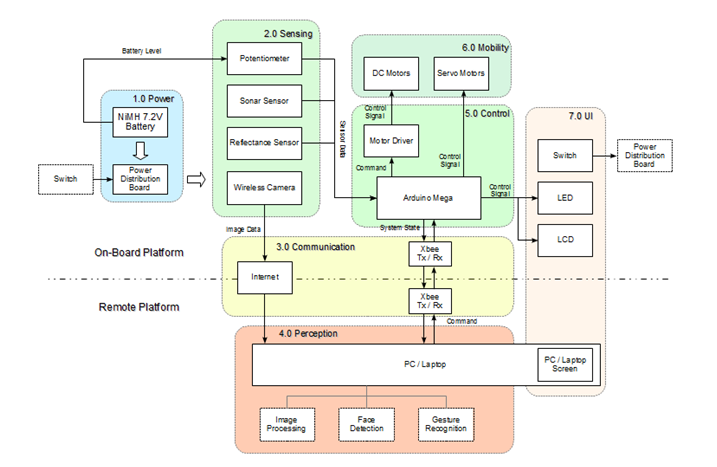 2.0 Sensing
6.0 Mobility
Battery Level
Potentiometer
DC Motors
Servo Motors
1.0 Power
NiMH 7.2V
Battery
Sonar Sensor
Control
Signal
5.0 Control
7.0 UI
Sensor Data
Reflectance Sensor
Motor Driver
Switch
Power
Distribution
Board
Control
Signal
Command
Switch
Power
Distribution
Board
Wireless Camera
Arduino Mega
Control
Signal
LED
Image Data
System State
LCD
On-Board Platform
3.0 Communication
Xbee
Tx / Rx
Internet
Remote Platform
Xbee
Tx / Rx
Command
4.0 Perception
PC / Laptop
PC / Laptop
Screen
Image
Processing
Face
Detection
Gesture
Recognition